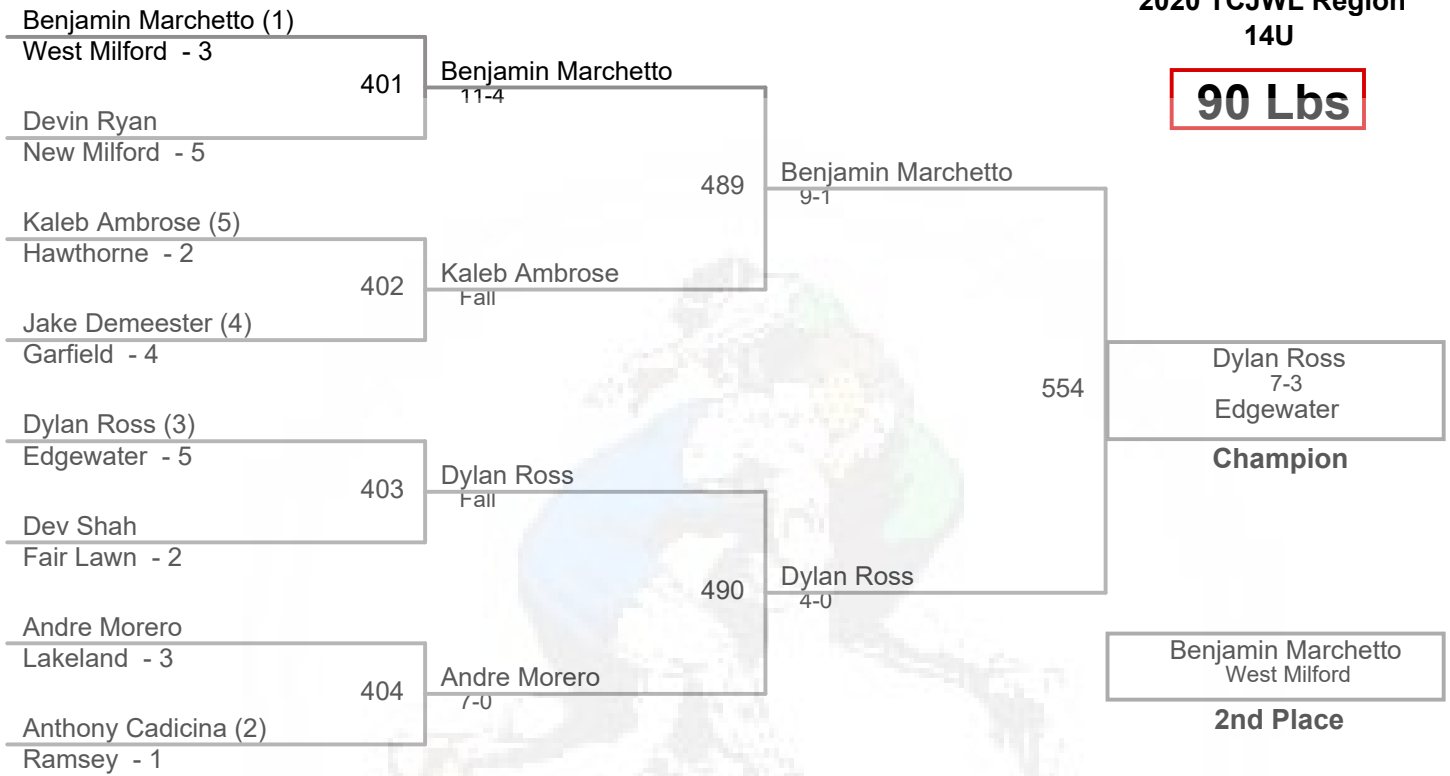 2020 TCJWL Region
14U
90 Lbs
Benjamin Marchetto (1)
West Milford - 3
401
Devin Ryan
New Milford - 5
Kaleb Ambrose (5)
Hawthorne - 2
402
Jake Demeester (4)
Garfield - 4
Dylan Ross (3)
Edgewater - 5
403
Dev Shah
Fair Lawn - 2
Andre Morero
Lakeland - 3
404
Anthony Cadicina (2)
Ramsey - 1
Benjamin Marchetto
11-4
489
Kaleb Ambrose
Fall
Dylan Ross
Fall
490
Andre Morero
7-0
Benjamin Marchetto
9-1
554
Dylan Ross
4-0
Dylan Ross
7-3
Edgewater
Champion
Benjamin Marchetto
West Milford
2nd Place